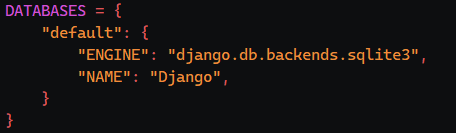 DATABASES = {
    "default": {
        "ENGINE": "django.db.backends.sqlite3",
        "NAME": "Django",
    }
}